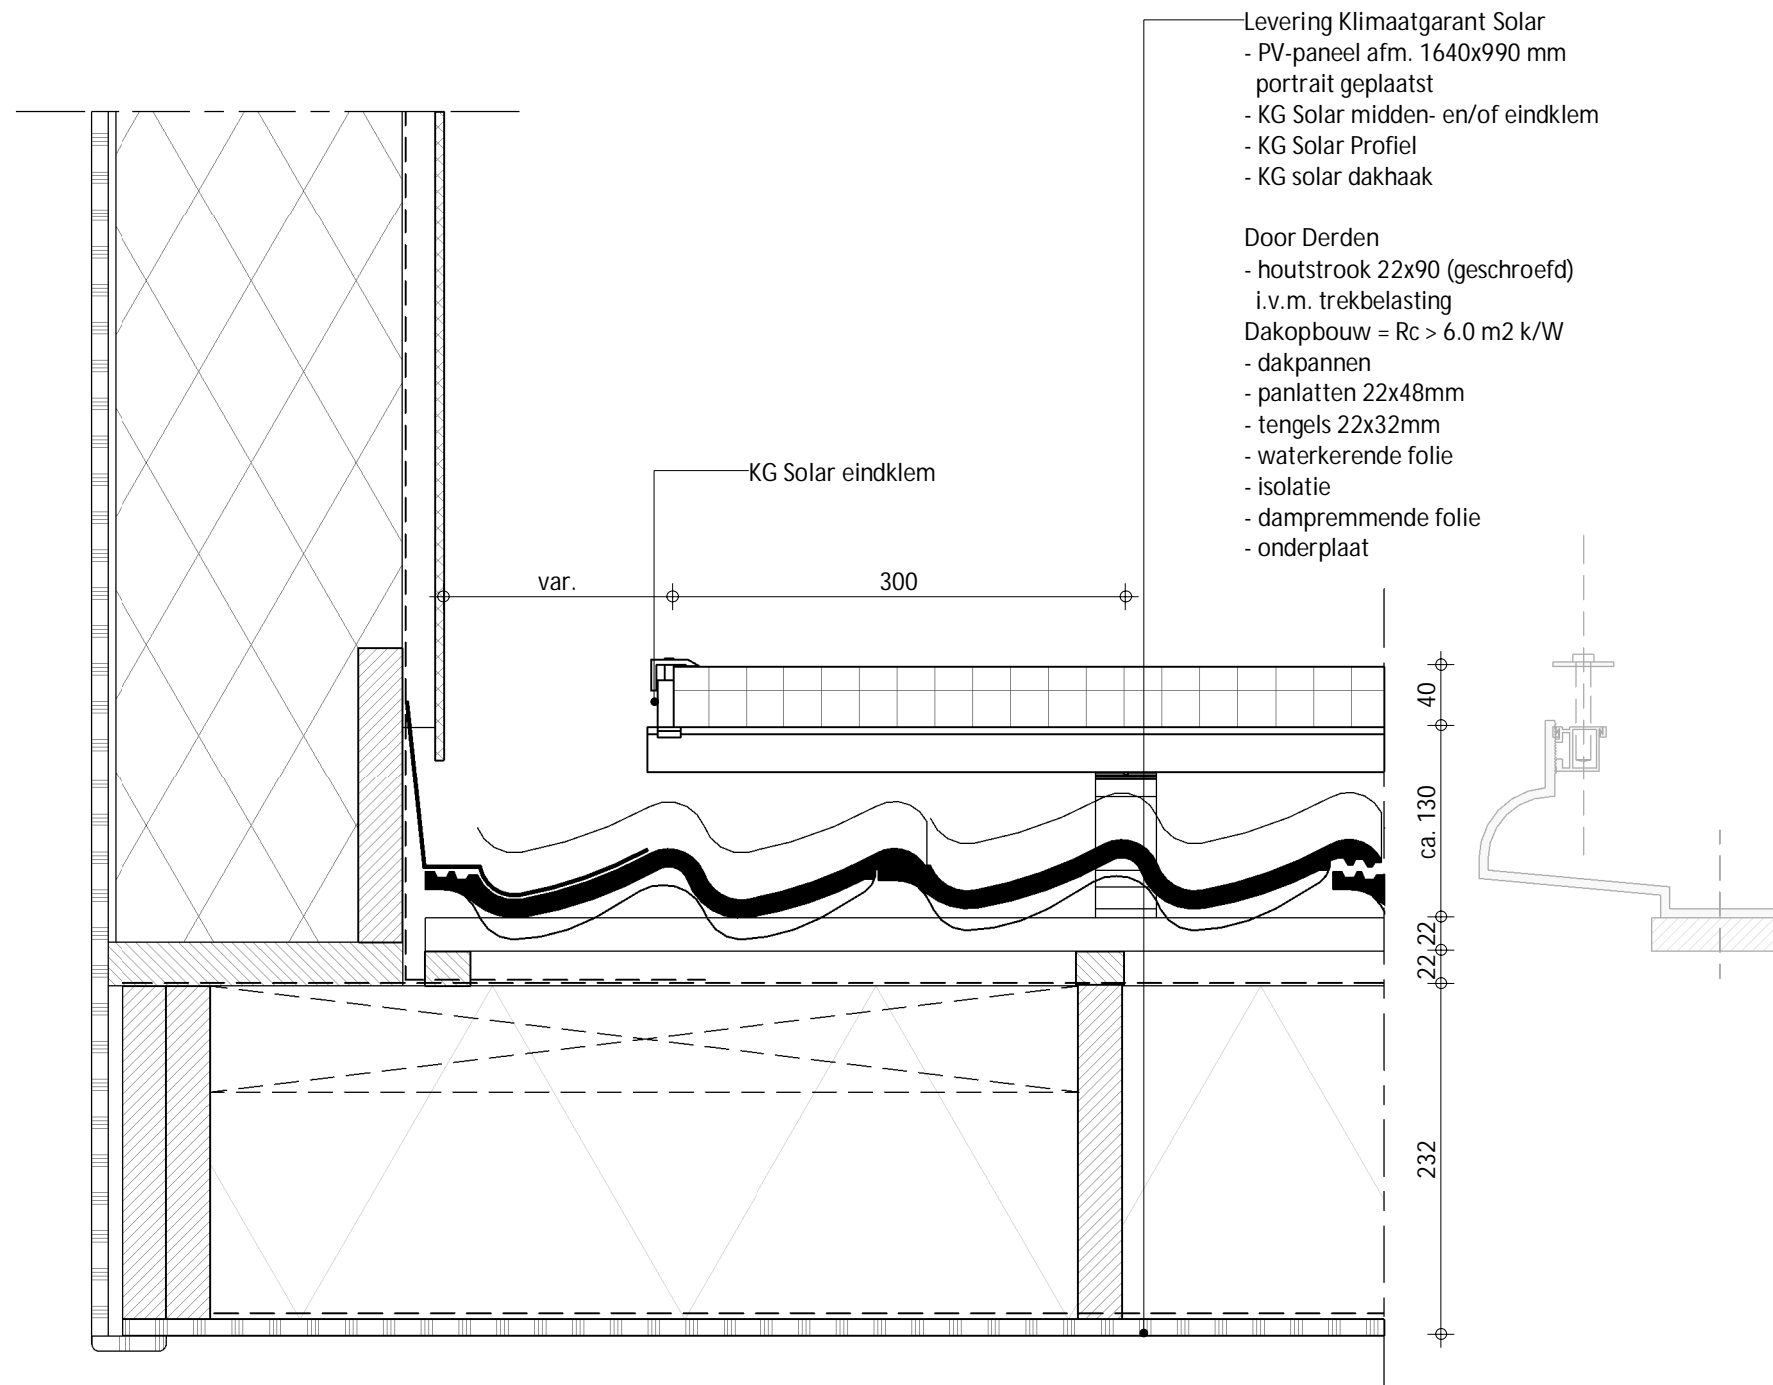 Levering Klimaatgarant Solar
- PV-paneel afm. 1640x990 mm
portrait geplaatst
- KG Solar midden- en/of eindklem
- KG Solar Profiel
- KG solar dakhaak
Door Derden
- houtstrook 22x90 (geschroefd)
i.v.m. trekbelasting
Dakopbouw = Rc > 6.0 m2 k/W
- dakpannen
- panlatten 22x48mm
- tengels 22x32mm
- waterkerende folie
- isolatie
- dampremmende folie
- onderplaat
KG Solar eindklem
var.
300
40
ca. 130
22
22
232